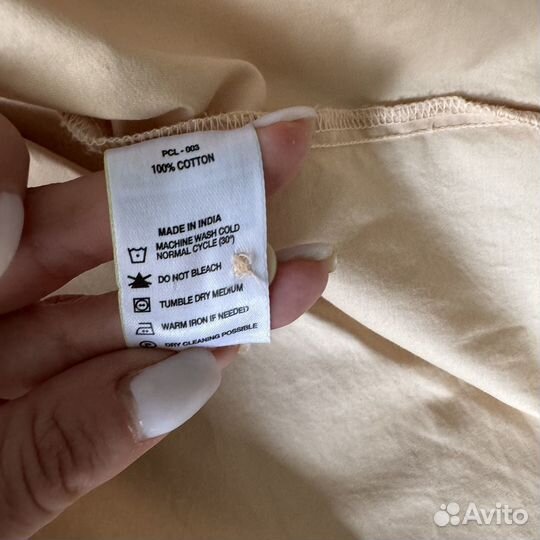 PCL - 003
100% COTTON
MADE IN INDIA
MACHINE WASH COLD
NORMAL CYCLE (30°)
DO NOT BLEACH
TUMBLE DRY MEDIUM
WARM IRON IF NEEDED
DRY CLEANING POSSIBLE
Avito